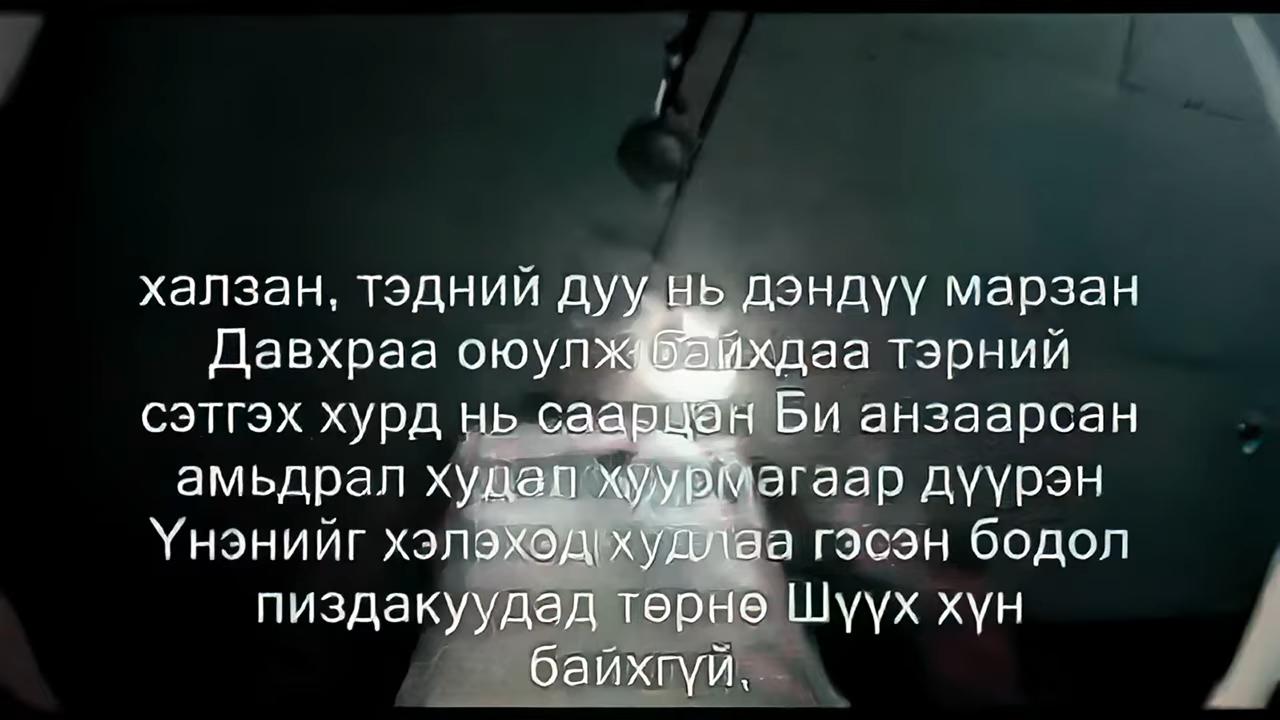 халзан, тэдний дуу нь дэндүү марзан
Давхраа оюулж байхдаа тэрний
сэтгэх хурд нь саарцан Би анзаарсан
амьдрал худал хуурмагаар дүүрэн
Үнэнийг хэлэхэд худлаа гэсэн бодол
пиздакуудад төрнө Шүүх хүн
байхгүй,